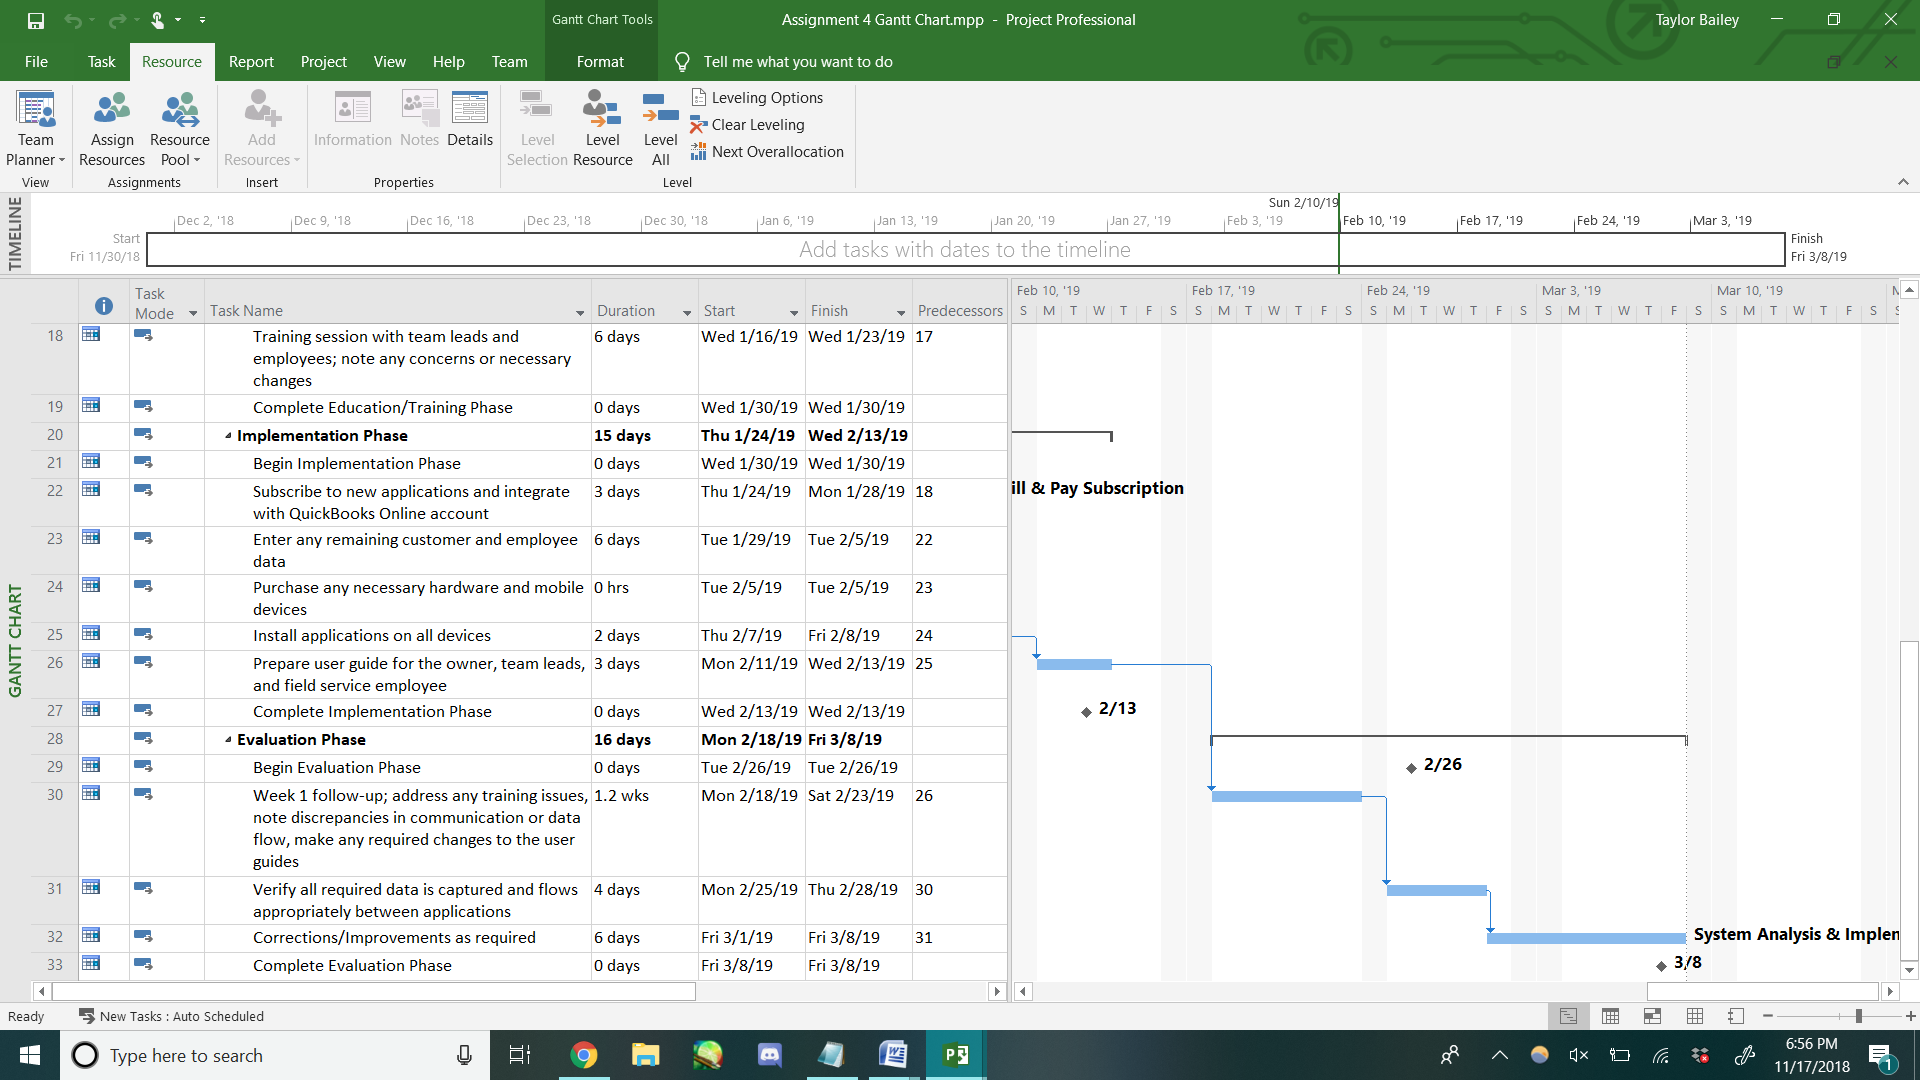 Gantt Chart Tools
Assignment 4 Gantt Chart.mpp - Project Professional
Taylor Bailey
File Task Resource Report Project View Help Team Format Tell me what you want to do
Team Planner
Assign Resources
Resource Pool
Add Resources
Information
Notes
Details
Level Selection
Level Resource
Level All
Leveling Options
Clear Leveling
Next Overallocation
View Assignments Insert Properties Level
TIMELINE
Sun 2/10/19
Dec 2, '18 Dec 9, '18 Dec 16, '18 Dec 23, '18 Dec 30, '18 Jan 6, '19 Jan 13, '19 Jan 20, '19 Jan 27, '19 Feb 3, '19 Feb 10, '19 Feb 17, '19 Feb 24, '19 Mar 3, '19
Start
Fri 11/30/18
Add tasks with dates to the timeline
Finish
Fri 3/8/19
GANTT CHART
Task Mode Task Name Duration Start Finish Predecessors
Feb 10, '19 Feb 17, '19 Feb 24, '19 Mar 3, '19 Mar 10, '19
S M T W T F S S M T W T F S S M T W T F S S M T W T F S S M T W T F S
18 Training session with team leads and 6 days Wed 1/16/19 Wed 1/23/19 17
employees; note any concerns or necessary
changes
19 Complete Education/Training Phase 0 days Wed 1/30/19 Wed 1/30/19
20 Implementation Phase 15 days Thu 1/24/19 Wed 2/13/19
21 Begin Implementation Phase 0 days Wed 1/30/19 Wed 1/30/19
22 Subscribe to new applications and integrate 3 days Thu 1/24/19 Mon 1/28/19 18
with QuickBooks Online account
ill & Pay Subscription
23 Enter any remaining customer and employee 6 days Tue 1/29/19 Tue 2/5/19 22
data
24 Purchase any necessary hardware and mobile 0 hrs Tue 2/5/19 Tue 2/5/19 23
devices
25 Install applications on all devices 2 days Thu 2/7/19 Fri 2/8/19 24
26 Prepare user guide for the owner, team leads, 3 days Mon 2/11/19 Wed 2/13/19 25
and field service employee
27 Complete Implementation Phase 0 days Wed 2/13/19 Wed 2/13/19 2/13
28 Evaluation Phase 16 days Mon 2/18/19 Fri 3/8/19
29 Begin Evaluation Phase 0 days Tue 2/26/19 Tue 2/26/19 2/26
30 Week 1 follow-up; address any training issues, 1.2 wks Mon 2/18/19 Sat 2/23/19 26
note discrepancies in communication or data
flow, make any required changes to the user
guides
31 Verify all required data is captured and flows 4 days Mon 2/25/19 Thu 2/28/19 30
appropriately between applications
32 Corrections/Improvements as required 6 days Fri 3/1/19 Fri 3/8/19 31 System Analysis & Implen
33 Complete Evaluation Phase 0 days Fri 3/8/19 Fri 3/8/19 3/8
Ready New Tasks : Auto Scheduled
Type here to search
6:56 PM
11/17/2018
1